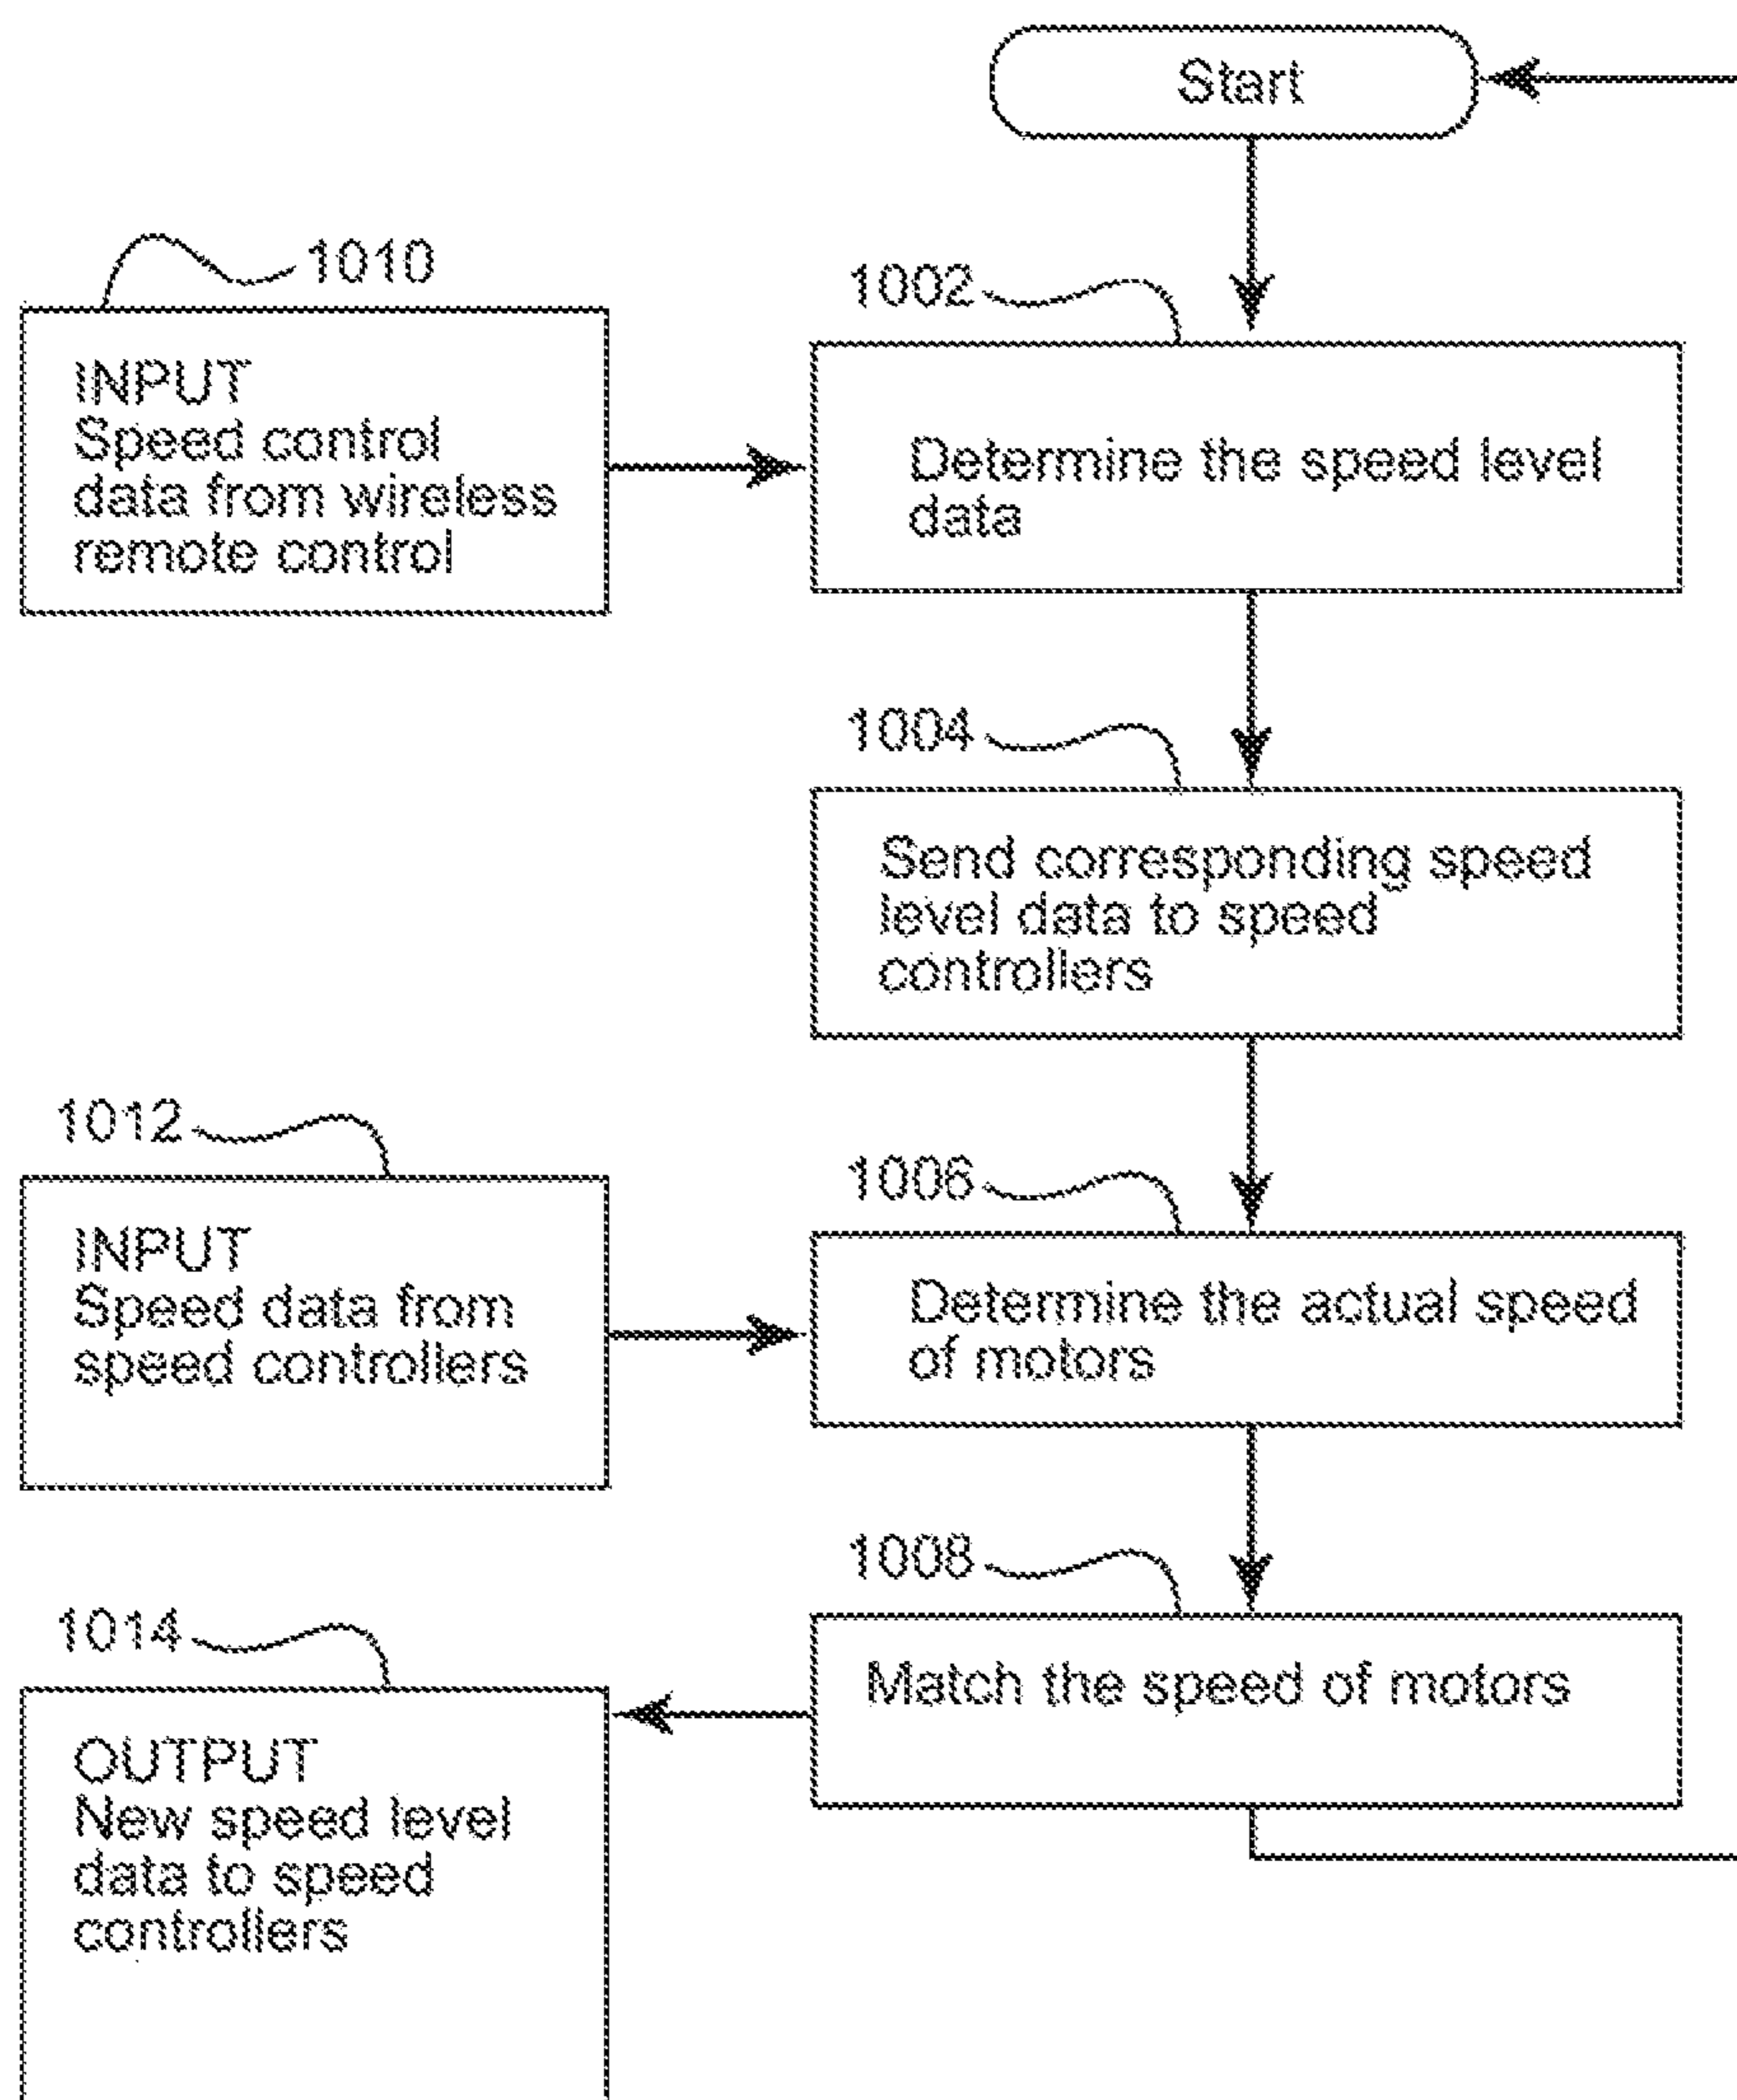 Start
1010
INPUT
Speed control
data from wireless
remote control
1002
Determine the speed level
data
1004
Send corresponding speed
level data to speed
controllers
1012
INPUT
Speed data from
speed controllers
1006
Determine the actual speed
of motors
1008
Match the speed of motors
1014
OUTPUT
New speed level
data to speed
controllers